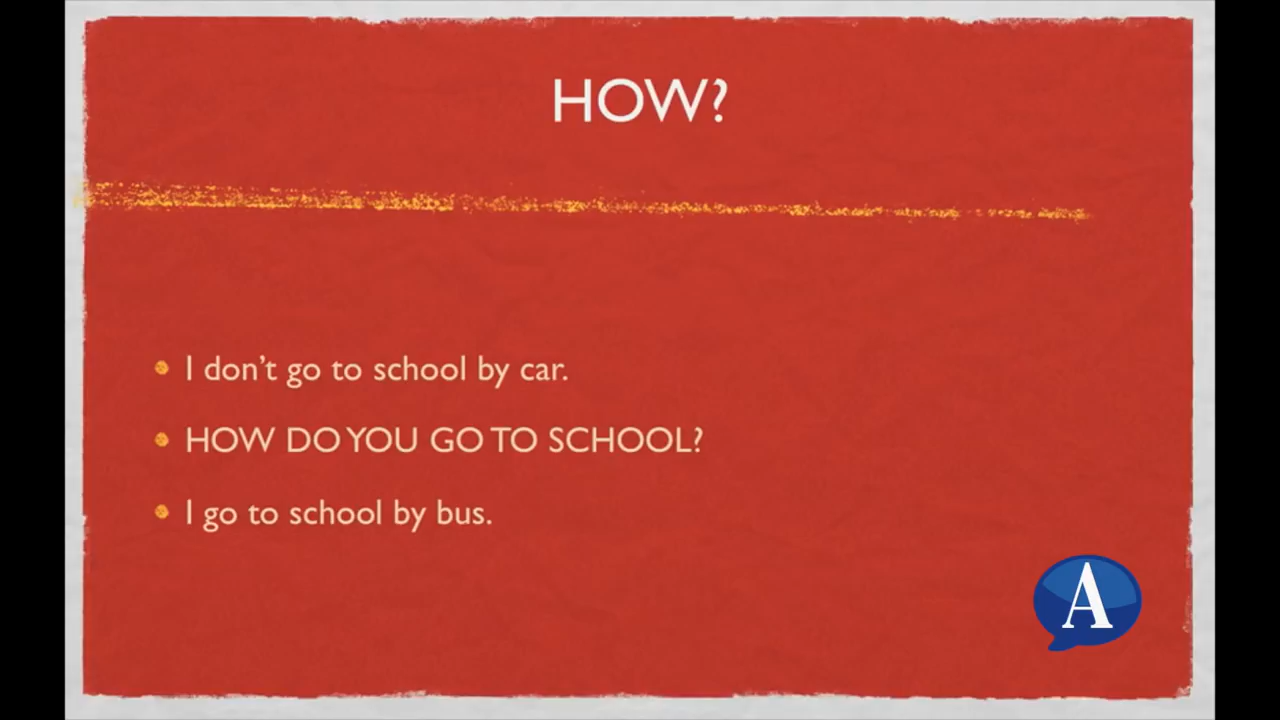 HOW?
I don't go to school by car.
HOW DO YOU GO TO SCHOOL?
I go to school by bus.
A